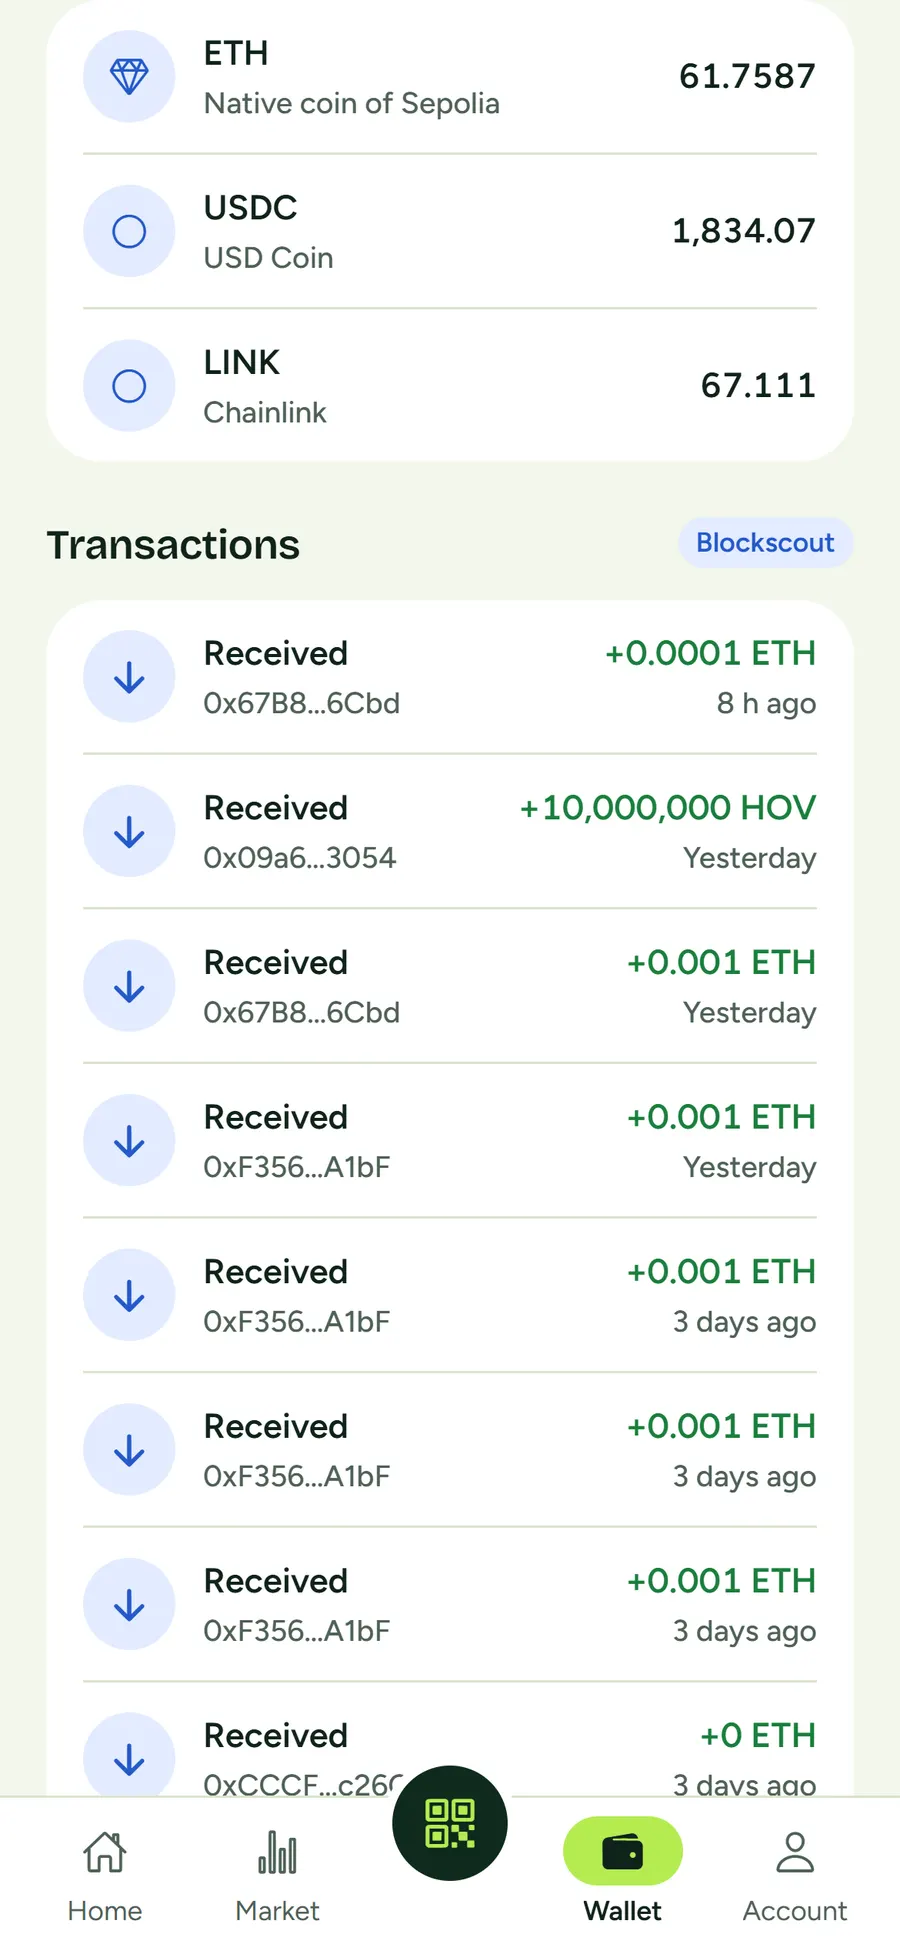 ETH
Native coin of Sepolia
61.7587
USDC
USD Coin
1,834.07
LINK
Chainlink
67.111
Transactions
Blockscout
Received
+0.0001 ETH
0x67B8...6Cbd
8 h ago
Received
+10,000,000 HOV
0x09a6...3054
Yesterday
Received
+0.001 ETH
0x67B8...6Cbd
Yesterday
Received
+0.001 ETH
0xF356...A1bF
Yesterday
Received
+0.001 ETH
0xF356...A1bF
3 days ago
Received
+0.001 ETH
0xF356...A1bF
3 days ago
Received
+0.001 ETH
0xF356...A1bF
3 days ago
Received
+0 ETH
3 days ago
Home
Market
Wallet
Account